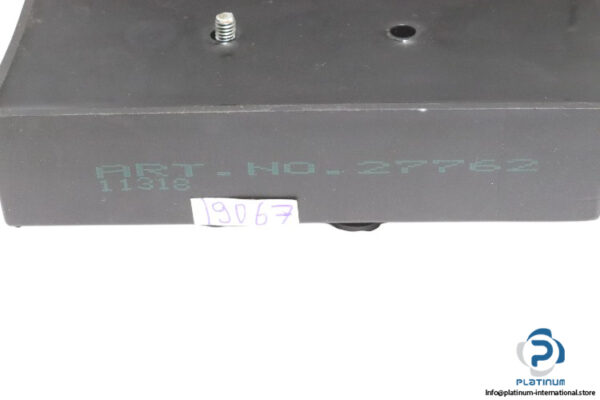 ART.NO.27762
11318
19067
PLATINUM
Info@platinum-international.store